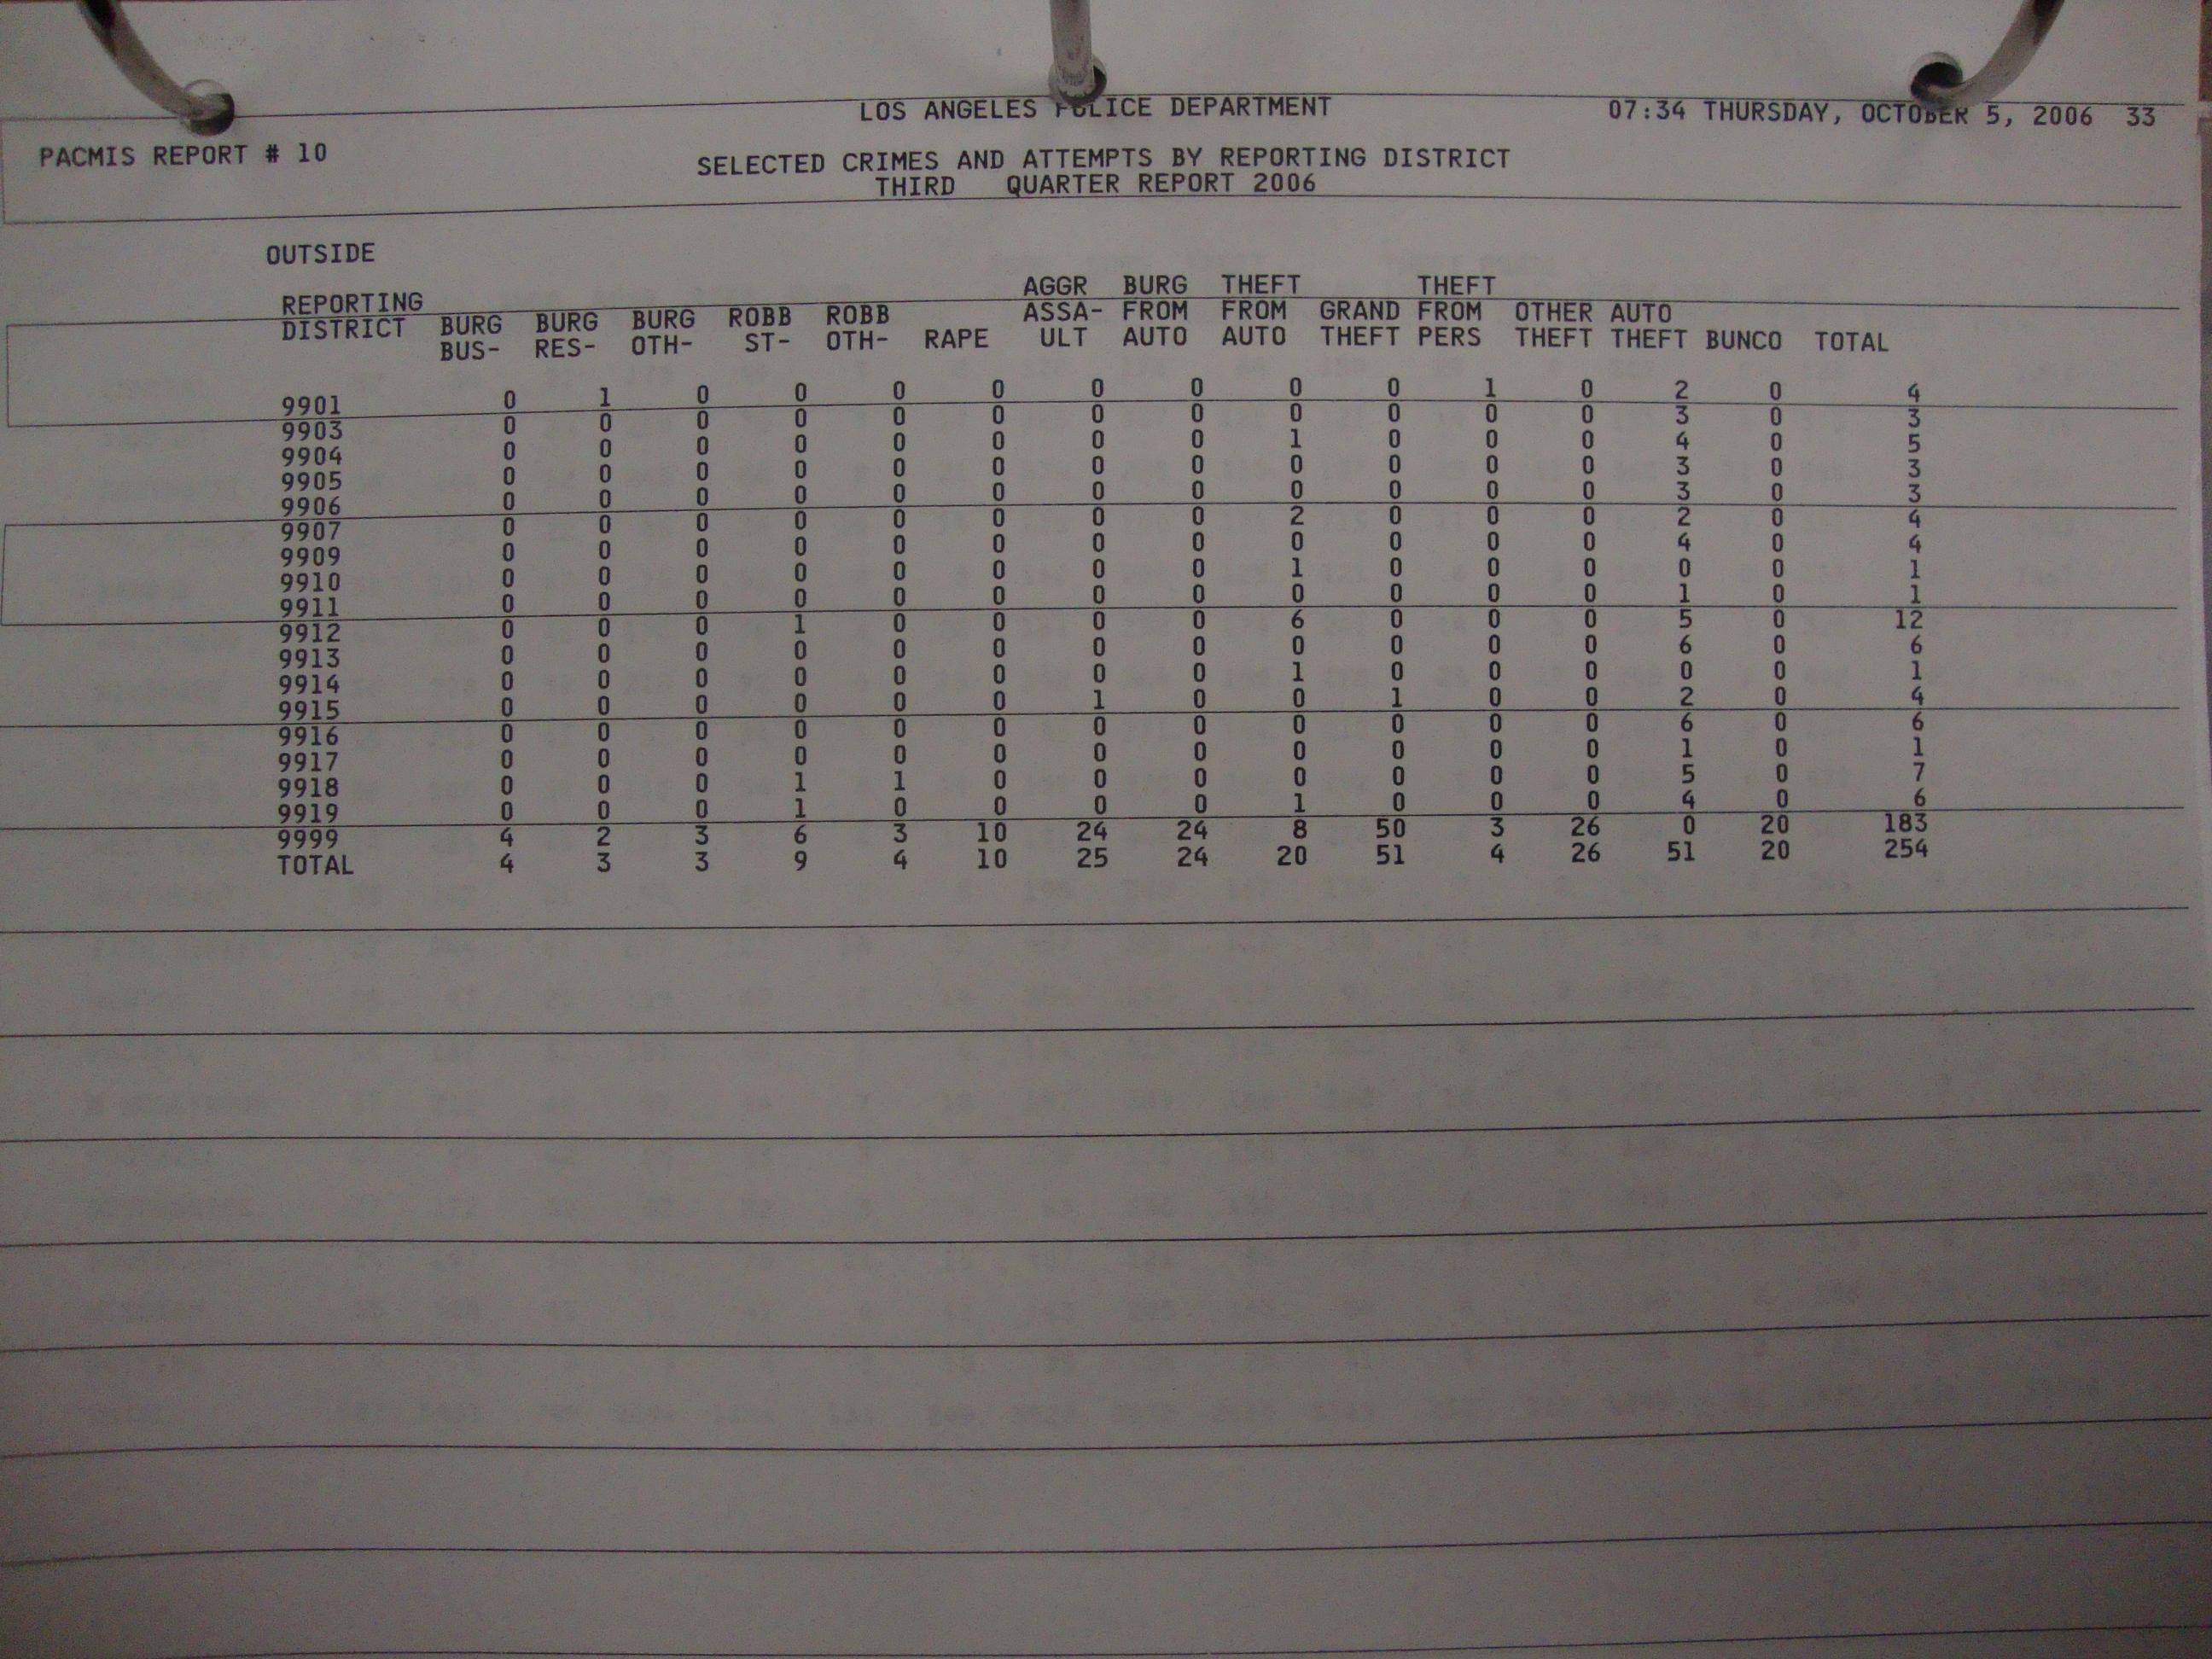 LOS ANGELES POLICE DEPARTMENT 07:34 THURSDAY, OCTOBER 5, 2006 33
PACMIS REPORT # 10
SELECTED CRIMES AND ATTEMPTS BY REPORTING DISTRICT
THIRD QUARTER REPORT 2006
OUTSIDE
AGGR BURG THEFT THEFT
REPORTING BURG BURG BURG ROBB ROBB ASSA- FROM FROM GRAND FROM OTHER AUTO
DISTRICT BUS- RES- OTH- ST- OTH- RAPE ULT AUTO AUTO THEFT PERS THEFT THEFT BUNCO TOTAL
9901 0 1 0 0 0 0 0 0 0 0 1 0 2 0 4
9903 0 0 0 0 0 0 0 0 0 0 0 0 3 0 3
9904 0 0 0 0 0 0 0 0 1 0 0 0 4 0 5
9905 0 0 0 0 0 0 0 0 0 0 0 0 3 0 3
9906 0 0 0 0 0 0 0 0 0 0 0 0 3 0 3
9907 0 0 0 0 0 0 0 0 2 0 0 0 2 0 4
9909 0 0 0 0 0 0 0 0 0 0 0 0 4 0 4
9910 0 0 0 0 0 0 0 0 1 0 0 0 0 0 1
9911 0 0 0 0 0 0 0 0 0 0 0 0 1 0 1
9912 0 0 0 1 0 0 0 0 6 0 0 0 5 0 12
9913 0 0 0 0 0 0 0 0 0 0 0 0 6 0 6
9914 0 0 0 0 0 0 0 0 1 0 0 0 0 0 1
9915 0 0 0 0 0 0 1 0 0 1 0 0 2 0 4
9916 0 0 0 0 0 0 0 0 0 0 0 0 6 0 6
9917 0 0 0 0 0 0 0 0 0 0 0 0 1 0 1
9918 0 0 0 1 1 0 0 0 0 0 0 0 5 0 7
9919 0 0 0 1 0 0 0 0 1 0 0 0 4 0 6
9999 4 2 3 6 3 10 24 24 8 50 3 26 0 20 183
TOTAL 4 3 3 9 4 10 25 24 20 51 4 26 51 20 254